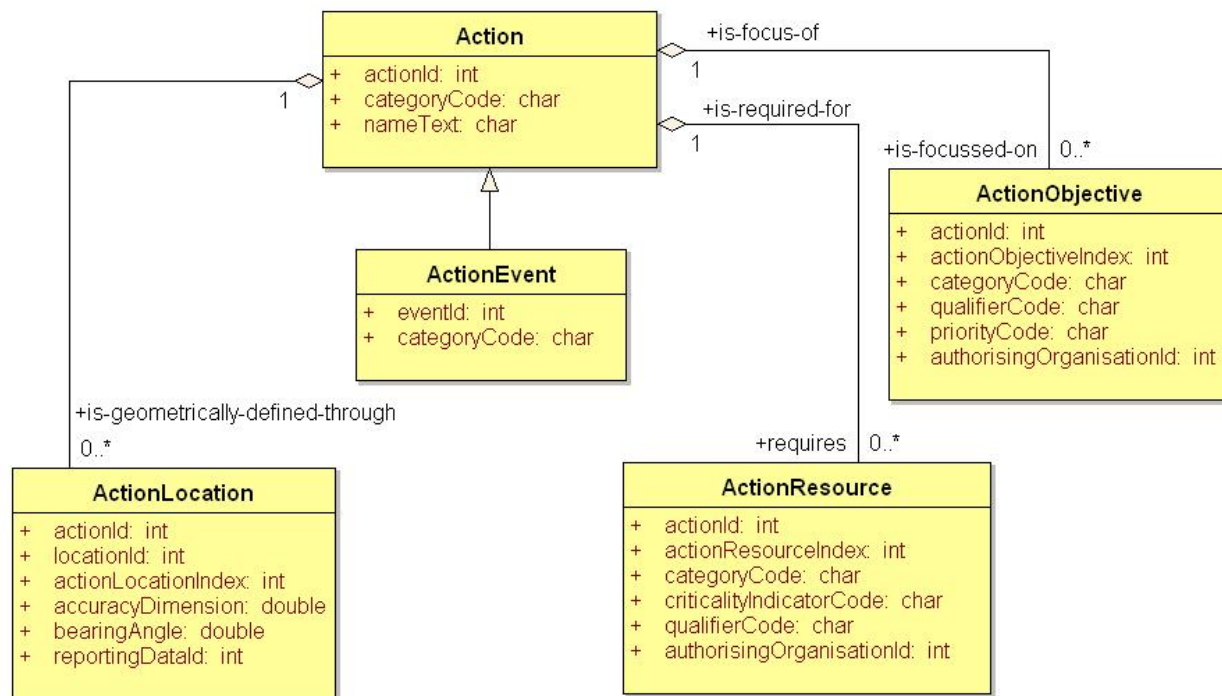 Action
+ actionId: int
+ categoryCode: char
+ nameText: char
1
+is-focus-of
1
+is-required-for
1
+is-focussed-on 0..*
ActionObjective
+ actionId: int
+ actionObjectiveIndex: int
+ categoryCode: char
+ qualifierCode: char
+ priorityCode: char
+ authorisingOrganisationId: int
ActionEvent
+ eventId: int
+ categoryCode: char
+is-geometrically-defined-through
0..*
ActionLocation
+ actionId: int
+ locationId: int
+ actionLocationIndex: int
+ accuracyDimension: double
+ bearingAngle: double
+ reportingDataId: int
+requires 0..*
ActionResource
+ actionId: int
+ actionResourceIndex: int
+ categoryCode: char
+ criticalityIndicatorCode: char
+ qualifierCode: char
+ authorisingOrganisationId: int